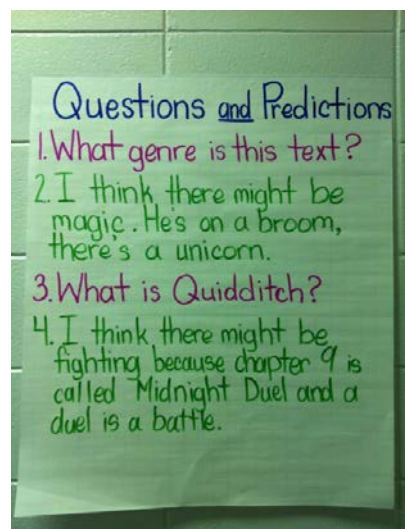 Questions and Predictions
1. What genre is this text?
2. I think there might be
magic. He's on a broom,
there's a unicorn.
3. What is Quidditch?
4. I think there might be
fighting because chapter 9 is
called Midnight Duel and a
duel is a battle.